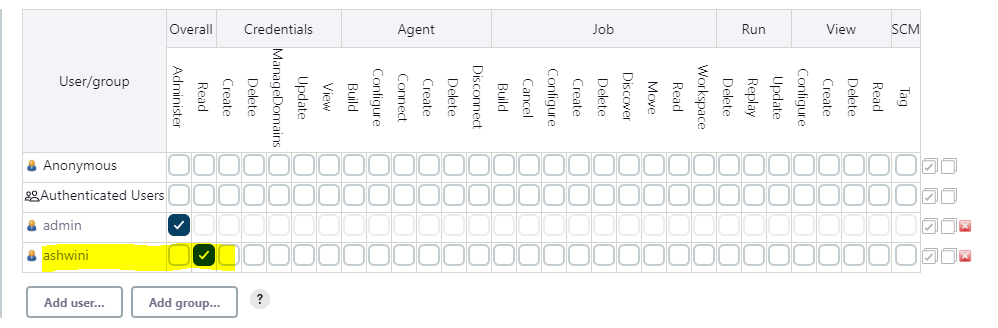 User/group Overall Credentials Agent Job Run View SCM
Administer Read Create Delete ManageDomains Update View Build Configure Connect Create Delete Disconnect Build Cancel Configure Create Delete Discover Move Read Workspace Delete Replay Update Configure Create Delete Read Tag
Anonymous
Authenticated Users
admin
ashwini
Add user... Add group... ?